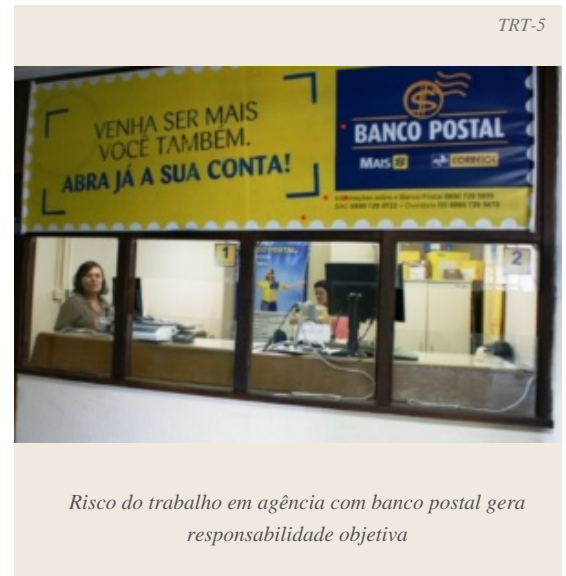 TRT-5
VENHA SER MAIS
VOCÊ TAMBÉM.
ABRA JÁ A SUA CONTA!
BANCO POSTAL
MAIS
CORREIOS
1
2
Risco do trabalho em agência com banco postal gera
responsabilidade objetiva